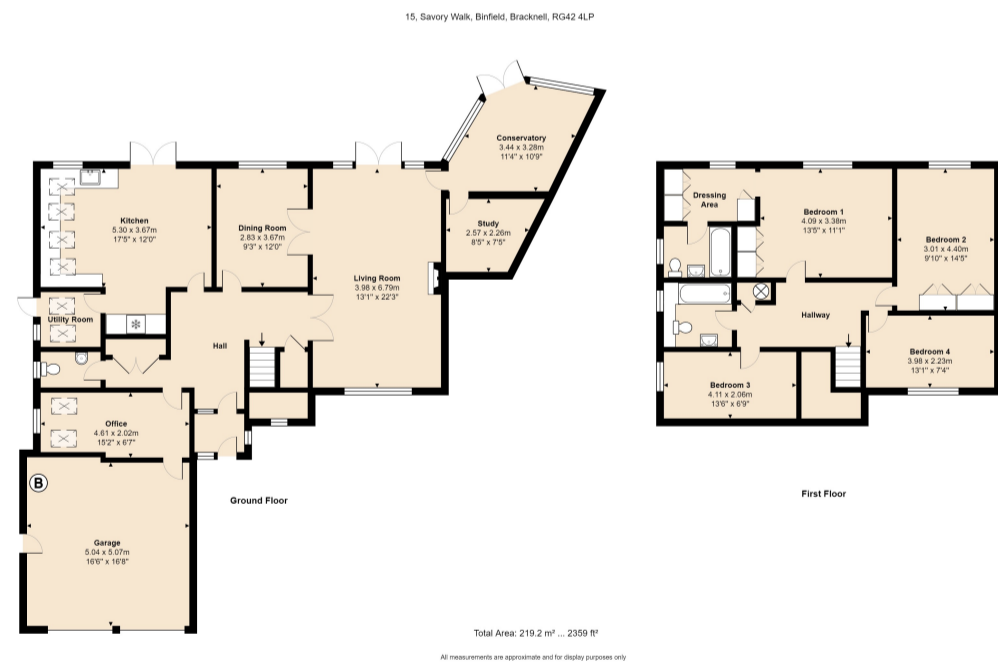 15, Savory Walk, Binfield, Bracknell, RG42 4LP
Conservatory
3.44 x 3.28m
11'4" x 10'9"
Kitchen
5.30 x 3.67m
17'5" x 12'0"
Dining Room
2.83 x 3.67m
9'3" x 12'0"
Study
2.57 x 2.26m
8'5" x 7'5"
Living Room
3.98 x 6.79m
13'1" x 22'3"
Utility Room
Hall
Office
4.61 x 2.02m
15'2" x 6'7"
B
Garage
5.04 x 5.07m
16'6" x 16'8"
Ground Floor
Dressing
Area
Bedroom 1
4.09 x 3.38m
13'5" x 11'1"
Bedroom 2
3.01 x 4.40m
9'10" x 14'5"
Hallway
Bedroom 4
3.98 x 2.23m
13'1" x 7'4"
Bedroom 3
4.11 x 2.06m
13'6" x 6'9"
First Floor
Total Area: 219.2 m² ... 2359 ft²
All measurements are approximate and for display purposes only